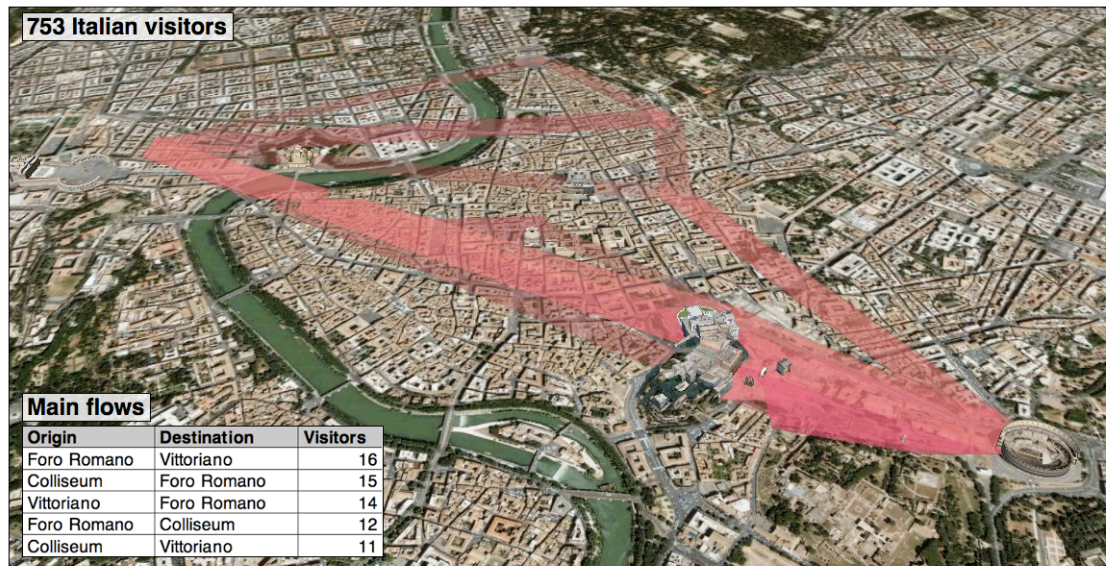 753 Italian visitors
Main flows
Origin Destination Visitors
Foro Romano Vittoriano 16
Colliseum Foro Romano 15
Vittoriano Foro Romano 14
Foro Romano Colliseum 12
Colliseum Vittoriano 11